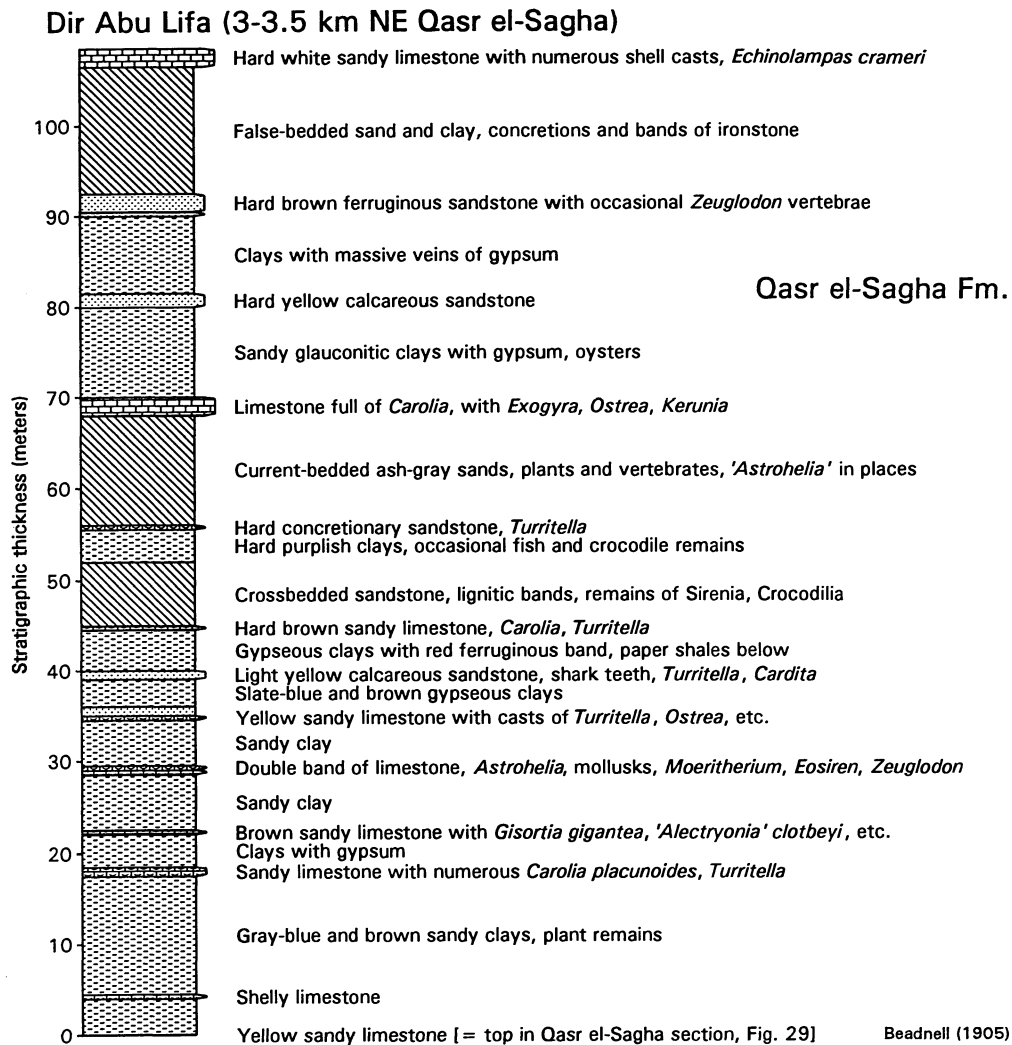 Dir Abu Lifa (3-3.5 km NE Qasr el-Sagha)
Hard white sandy limestone with numerous shell casts, Echinolampas crameri
100
False-bedded sand and clay, concretions and bands of ironstone
Hard brown ferruginous sandstone with occasional Zeuglodon vertebrae
90
Clays with massive veins of gypsum
Qasr el-Sagha Fm.
80
Hard yellow calcareous sandstone
Sandy glauconitic clays with gypsum, oysters
70
Limestone full of Carolia, with Exogyra, Ostrea, Kerunia
Stratigraphic thickness (meters)
Current-bedded ash-gray sands, plants and vertebrates, 'Astrohelia' in places
60
Hard concretionary sandstone, Turritella
Hard purplish clays, occasional fish and crocodile remains
50
Crossbedded sandstone, lignitic bands, remains of Sirenia, Crocodilia
Hard brown sandy limestone, Carolia, Turritella
Gypseous clays with red ferruginous band, paper shales below
40
Light yellow calcareous sandstone, shark teeth, Turritella, Cardita
Slate-blue and brown gypseous clays
Yellow sandy limestone with casts of Turritella, Ostrea, etc.
Sandy clay
30
Double band of limestone, Astrohelia, mollusks, Moeritherium, Eosiren, Zeuglodon
Sandy clay
Brown sandy limestone with Gisortia gigantea, 'Alectryonia' clotbeyi, etc.
20
Clays with gypsum
Sandy limestone with numerous Carolia placunoides, Turritella
10
Gray-blue and brown sandy clays, plant remains
Shelly limestone
0
Yellow sandy limestone [= top in Qasr el-Sagha section, Fig. 29]
Beadnell (1905)